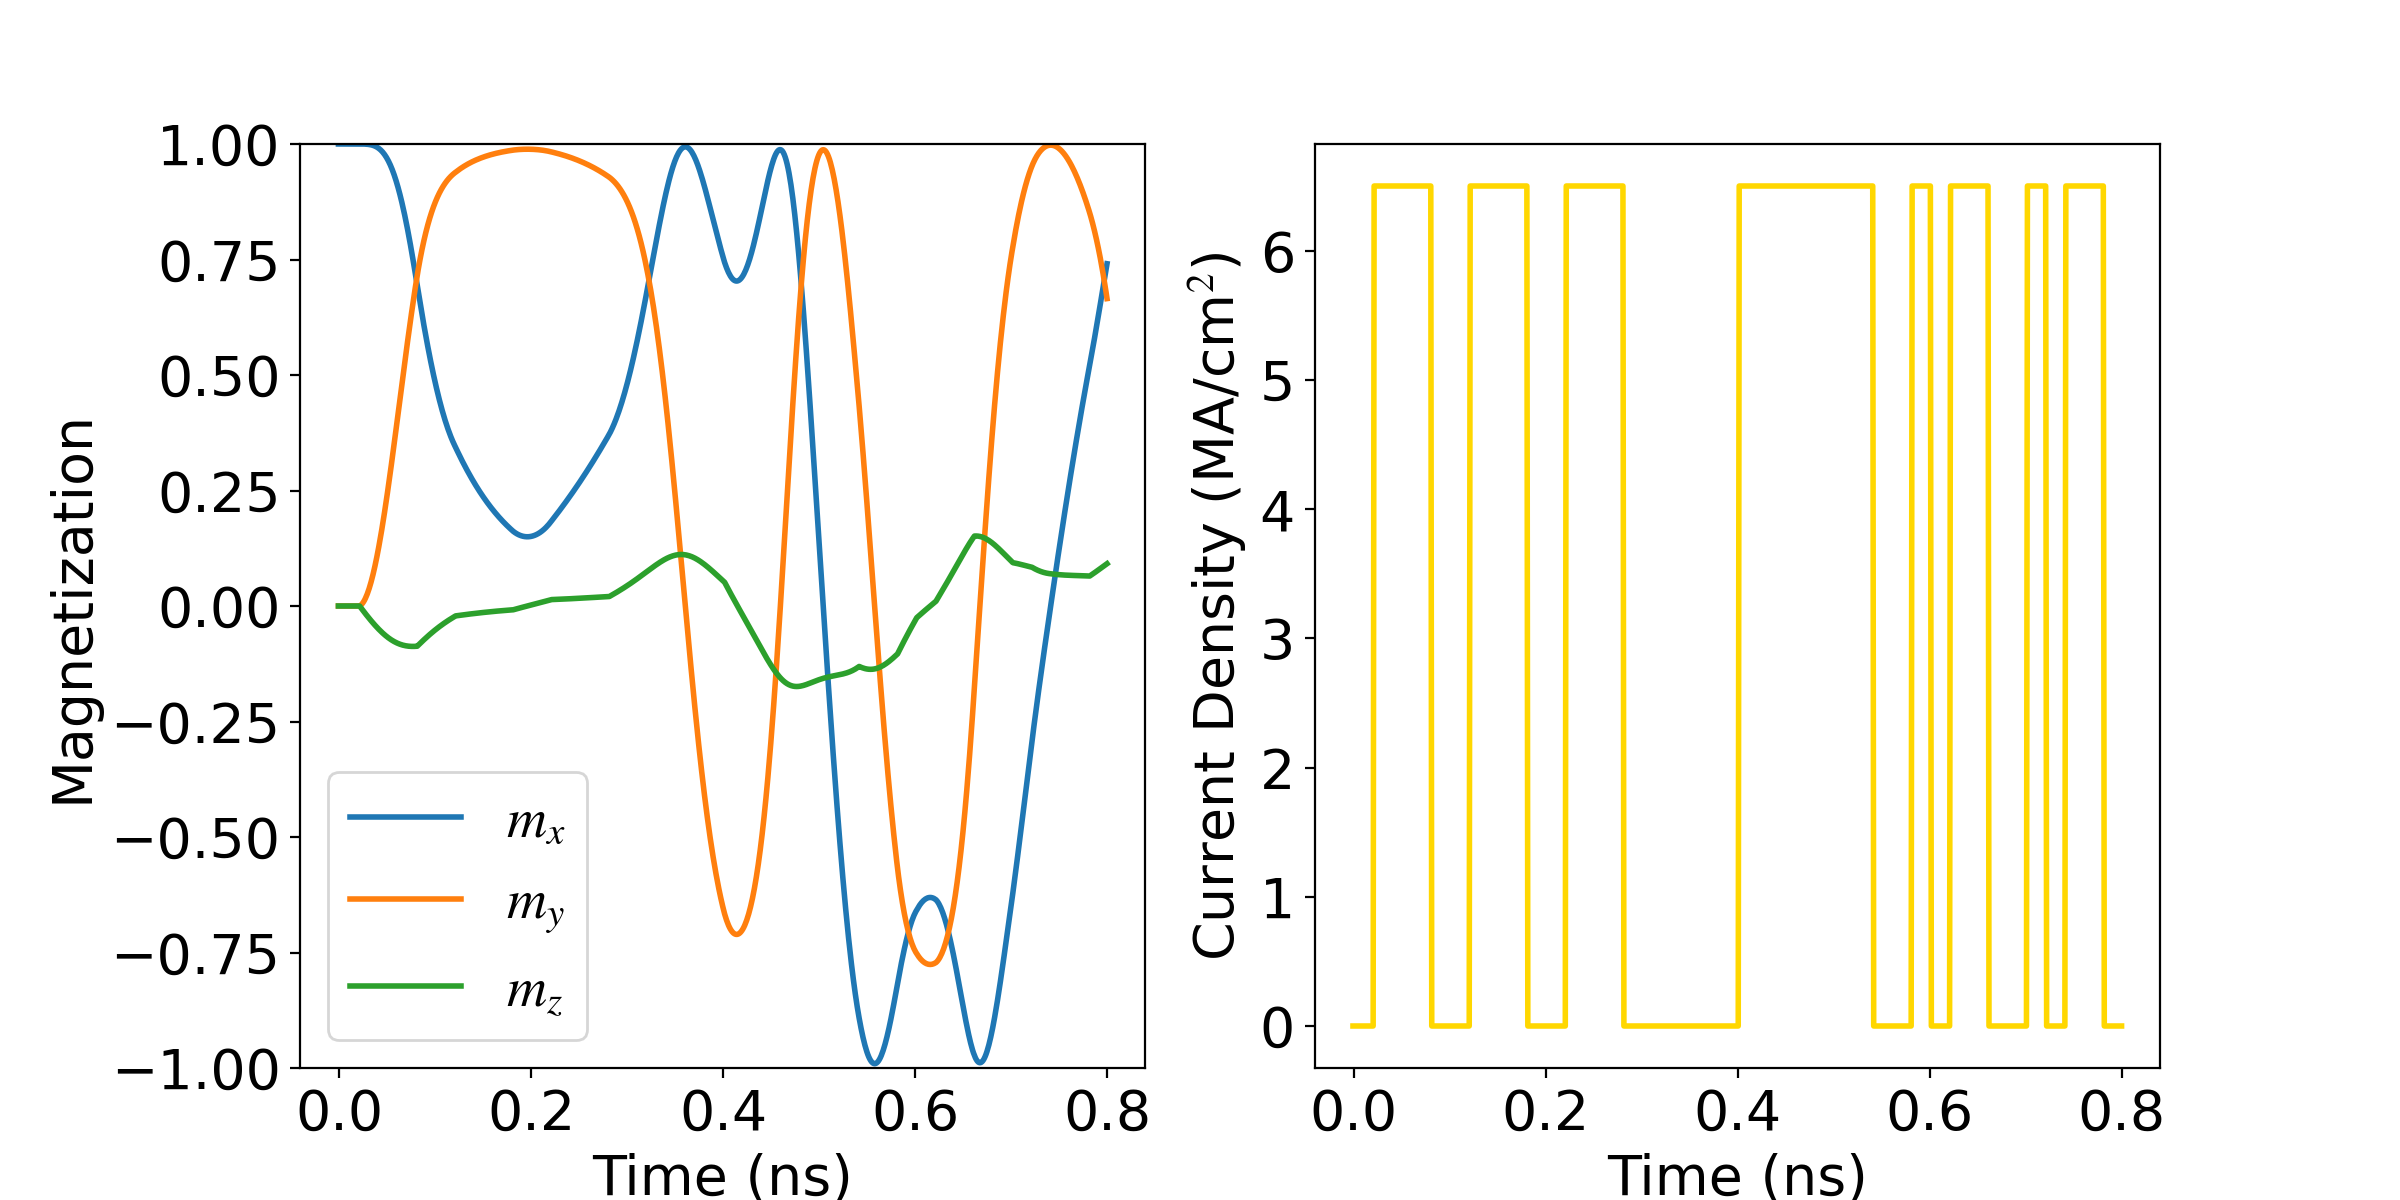 Magnetization
1.00
0.75
0.50
0.25
0.00
−0.25
−0.50
−0.75
−1.00
0.0 0.2 0.4 0.6 0.8
Time (ns)
m_x
m_y
m_z
Current Density (MA/cm²)
6
5
4
3
2
1
0
0.0 0.2 0.4 0.6 0.8
Time (ns)